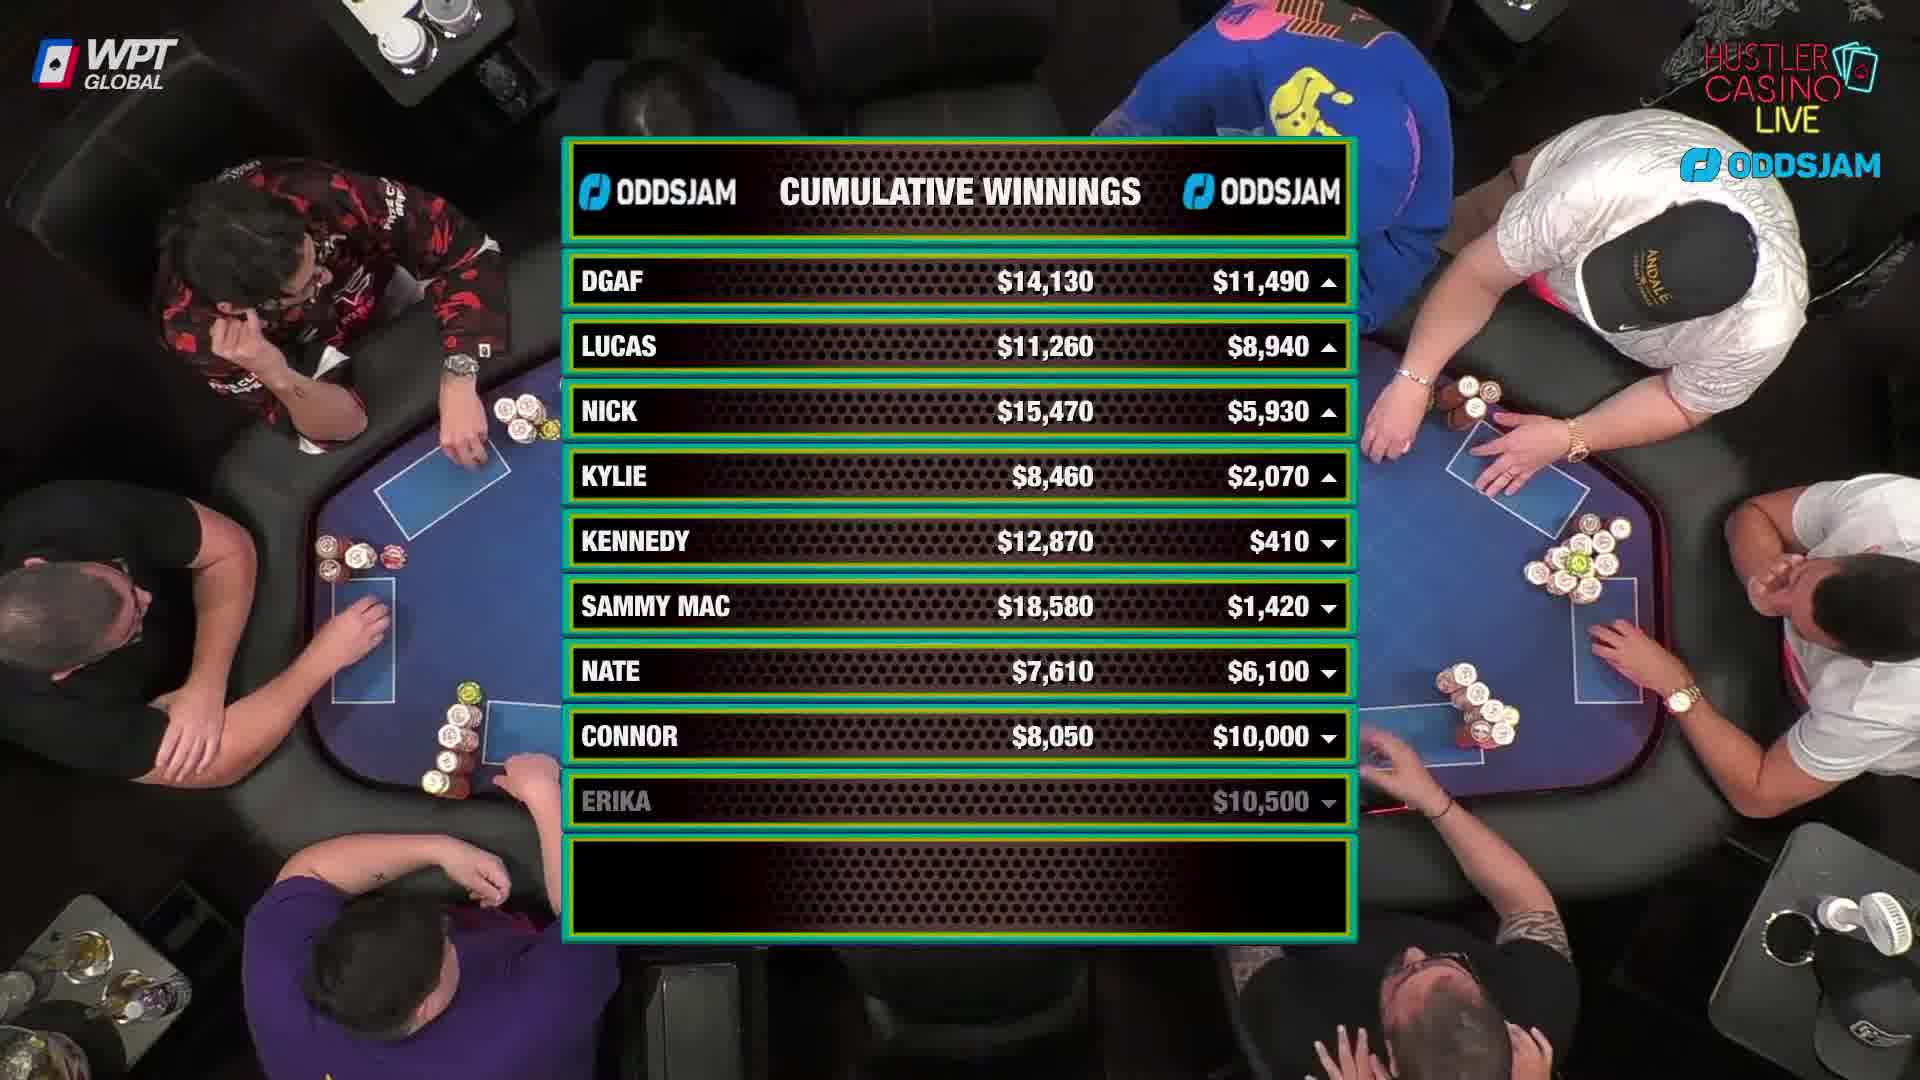 WPT
GLOBAL
HUSTLER
CASINO
LIVE
ODDSJAM
ODDSJAM CUMULATIVE WINNINGS ODDSJAM
DGAF $14,130 $11,490
LUCAS $11,260 $8,940
NICK $15,470 $5,930
KYLIE $8,460 $2,070
KENNEDY $12,870 $410
SAMMY MAC $18,580 $1,420
NATE $7,610 $6,100
CONNOR $8,050 $10,000
ERIKA $10,500
ANDALE